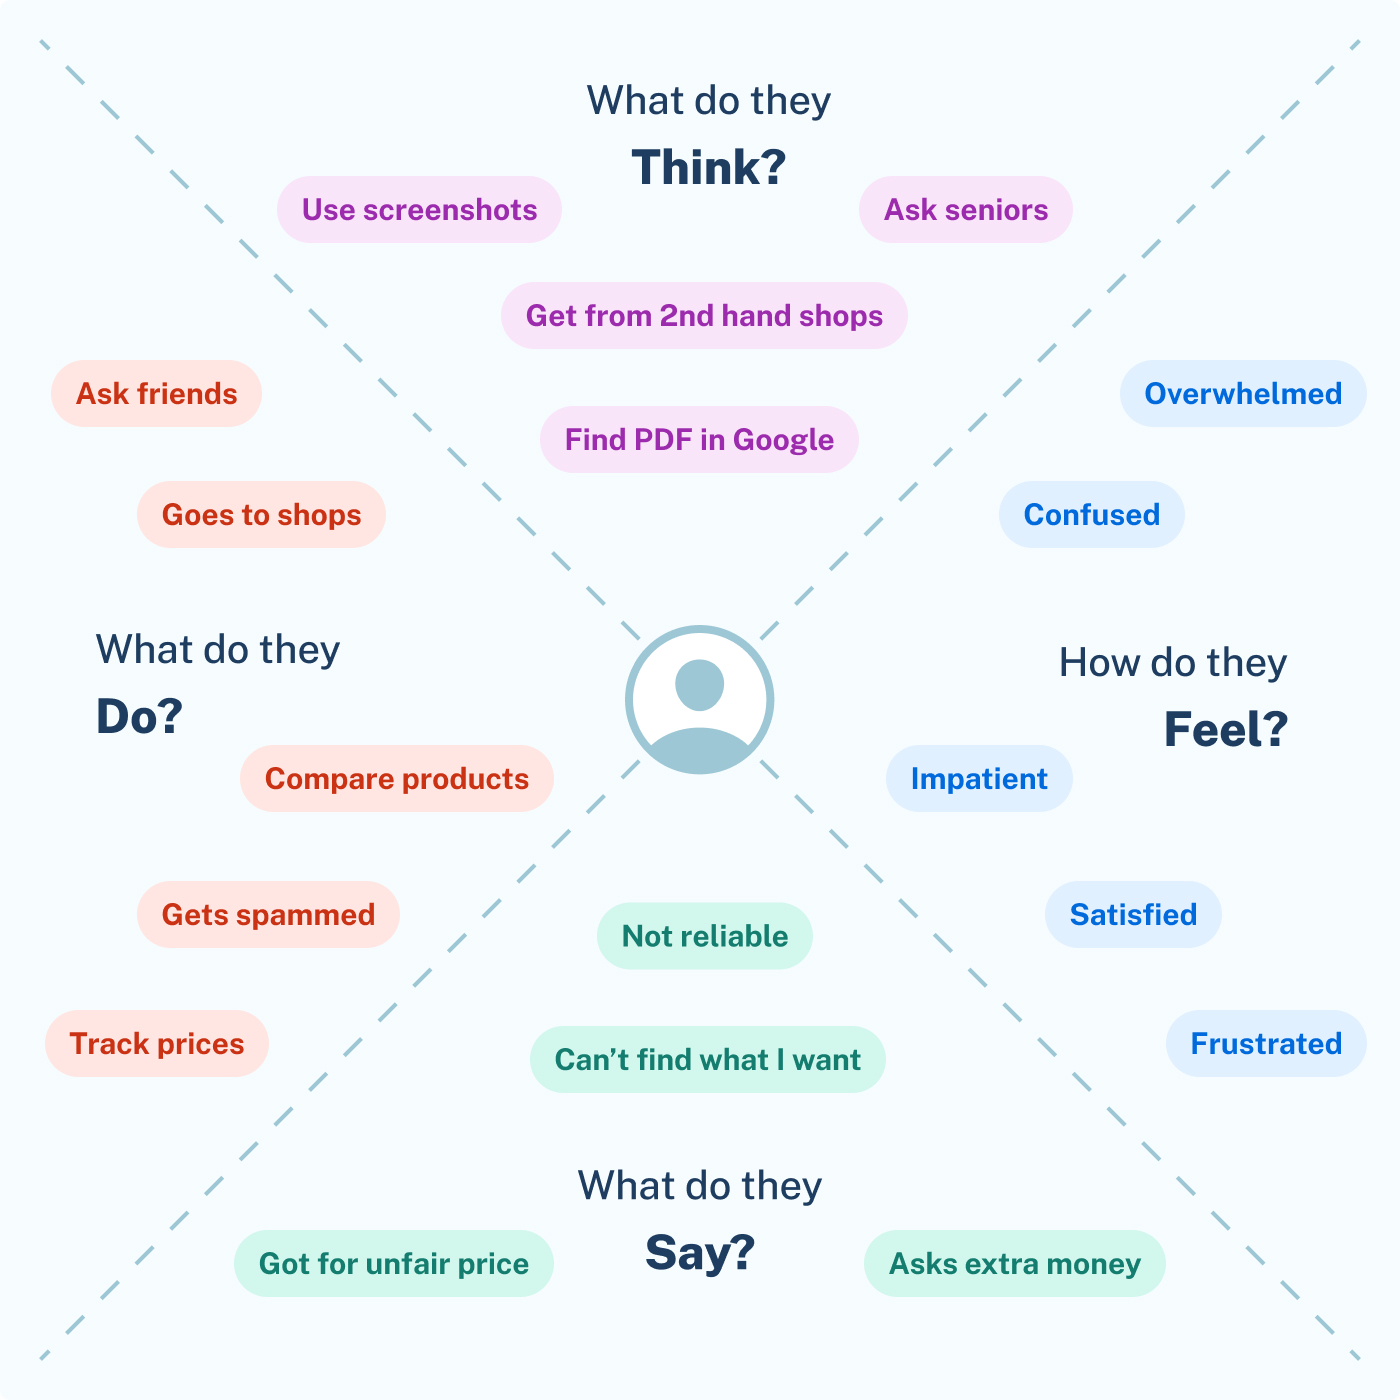 What do they
Think?
Use screenshots
Ask seniors
Get from 2nd hand shops
Find PDF in Google
Ask friends
Goes to shops
What do they
Do?
Compare products
Gets spammed
Track prices
Overwhelmed
Confused
How do they
Feel?
Impatient
Satisfied
Frustrated
Not reliable
Can’t find what I want
What do they
Say?
Got for unfair price
Asks extra money